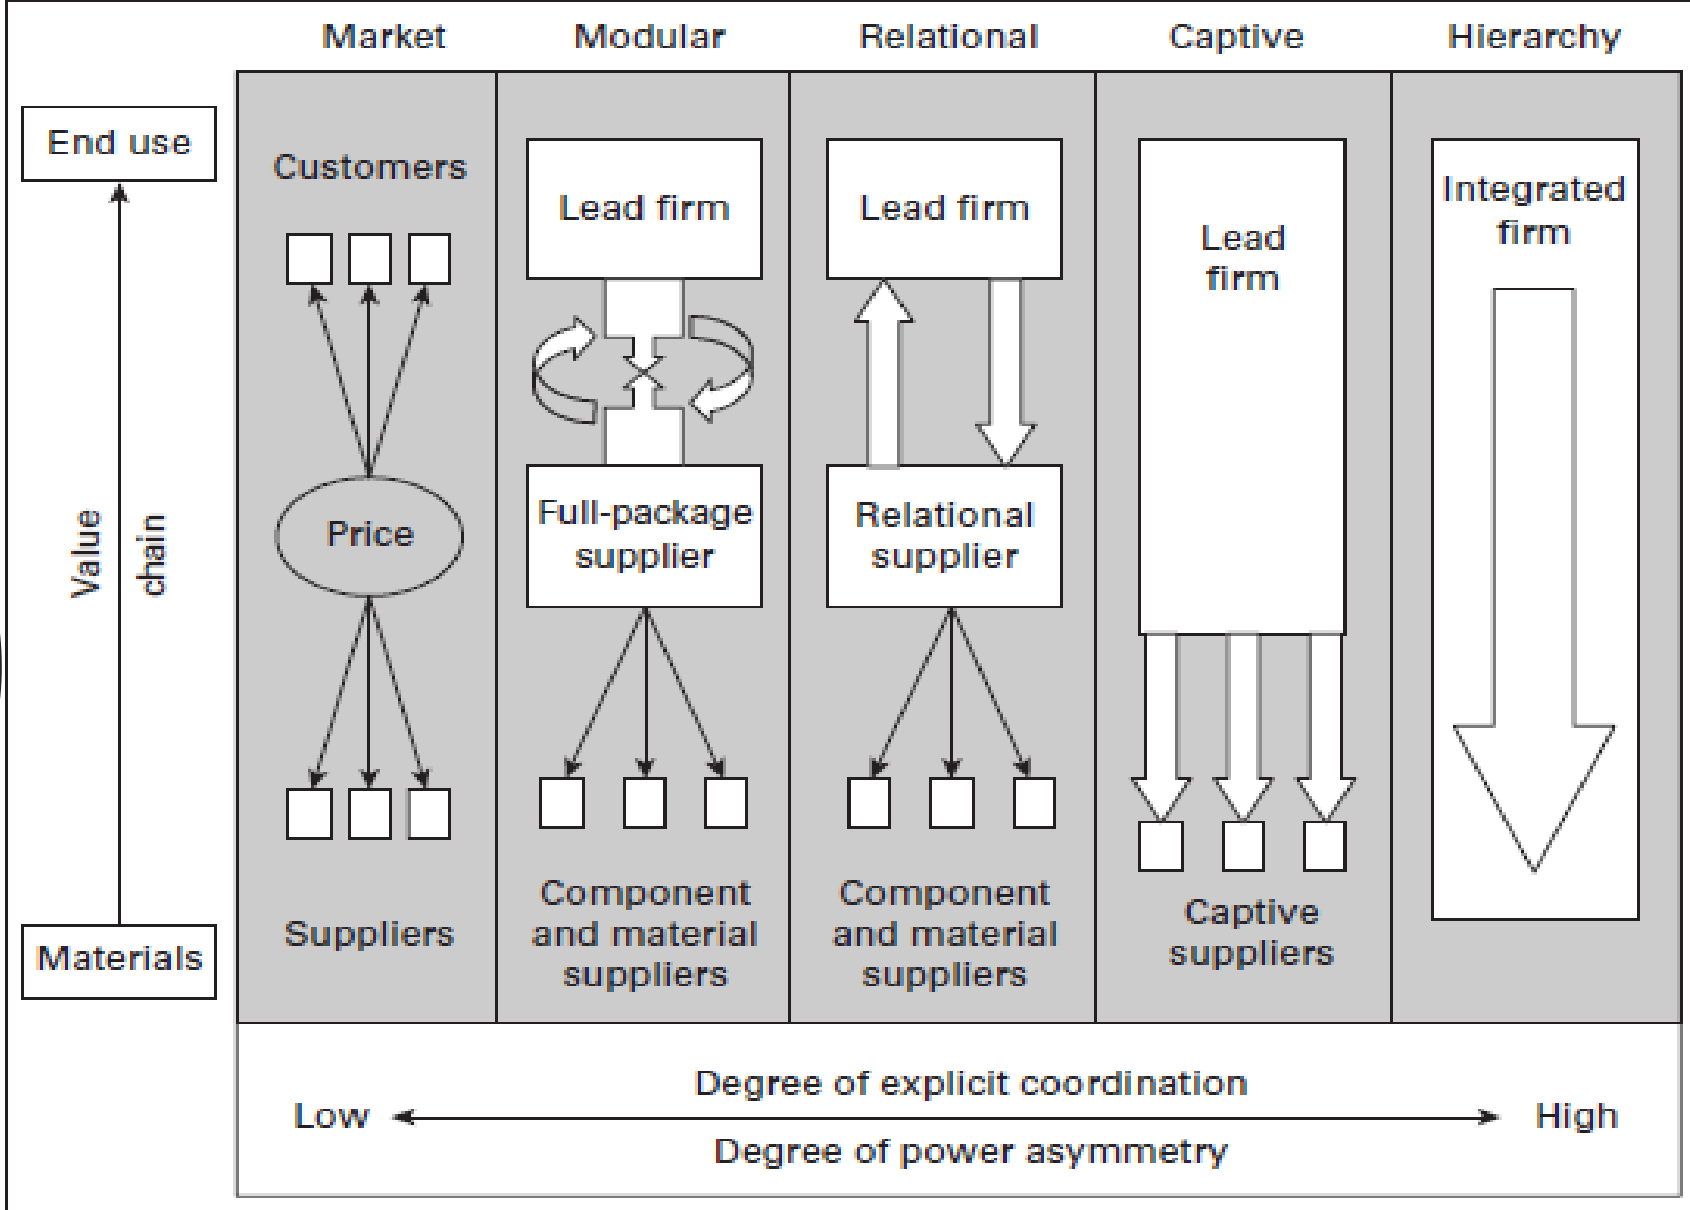 Market
Modular
Relational
Captive
Hierarchy
End use
Value
chain
Materials
Customers
Price
Suppliers
Lead firm
Full-package
supplier
Component
and material
suppliers
Lead firm
Relational
supplier
Component
and material
suppliers
Lead
firm
Captive
suppliers
Integrated
firm
Degree of explicit coordination
Low
High
Degree of power asymmetry